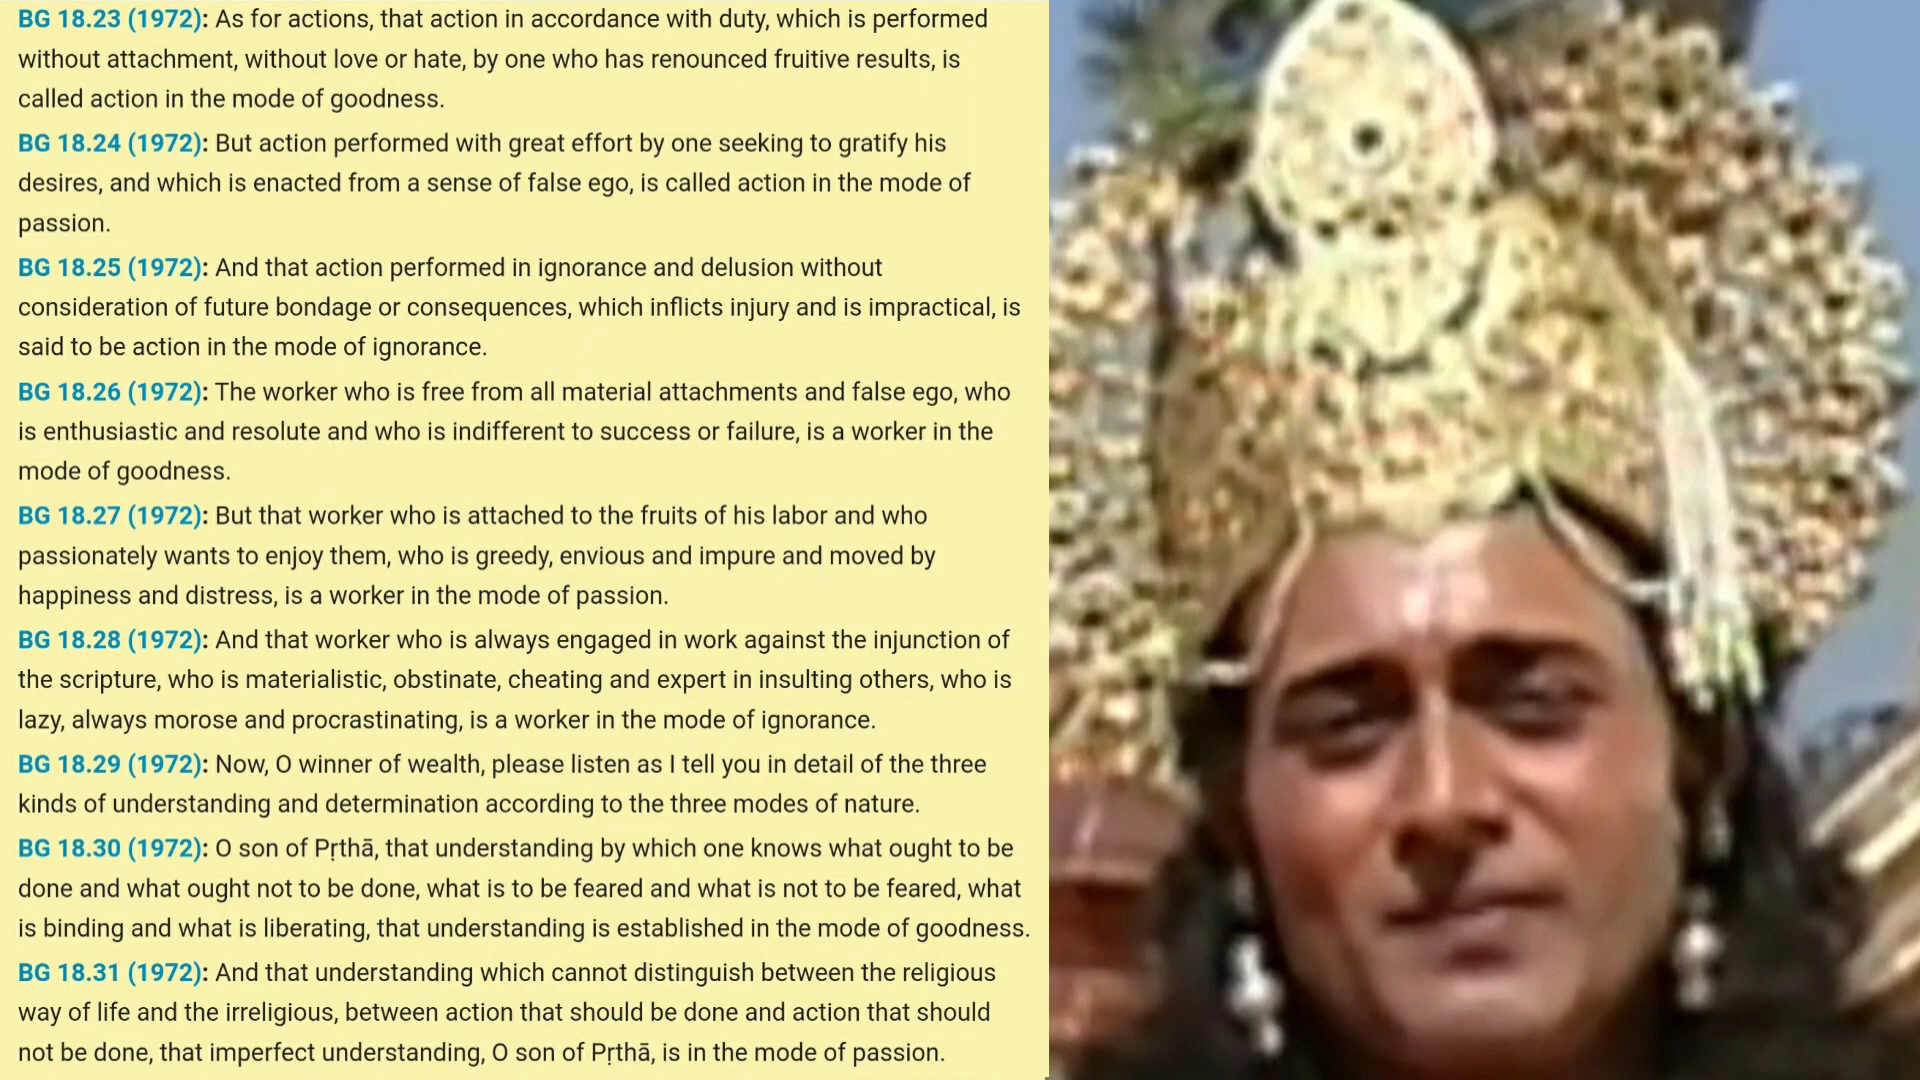 BG 18.23 (1972): As for actions, that action in accordance with duty, which is performed
without attachment, without love or hate, by one who has renounced fruitive results, is
called action in the mode of goodness.
BG 18.24 (1972): But action performed with great effort by one seeking to gratify his
desires, and which is enacted from a sense of false ego, is called action in the mode of
passion.
BG 18.25 (1972): And that action performed in ignorance and delusion without
consideration of future bondage or consequences, which inflicts injury and is impractical, is
said to be action in the mode of ignorance.
BG 18.26 (1972): The worker who is free from all material attachments and false ego, who
is enthusiastic and resolute and who is indifferent to success or failure, is a worker in the
mode of goodness.
BG 18.27 (1972): But that worker who is attached to the fruits of his labor and who
passionately wants to enjoy them, who is greedy, envious and impure and moved by
happiness and distress, is a worker in the mode of passion.
BG 18.28 (1972): And that worker who is always engaged in work against the injunction of
the scripture, who is materialistic, obstinate, cheating and expert in insulting others, who is
lazy, always morose and procrastinating, is a worker in the mode of ignorance.
BG 18.29 (1972): Now, O winner of wealth, please listen as I tell you in detail of the three
kinds of understanding and determination according to the three modes of nature.
BG 18.30 (1972): O son of Pṛthā, that understanding by which one knows what ought to be
done and what ought not to be done, what is to be feared and what is not to be feared, what
is binding and what is liberating, that understanding is established in the mode of goodness.
BG 18.31 (1972): And that understanding which cannot distinguish between the religious
way of life and the irreligious, between action that should be done and action that should
not be done, that imperfect understanding, O son of Pṛthā, is in the mode of passion.